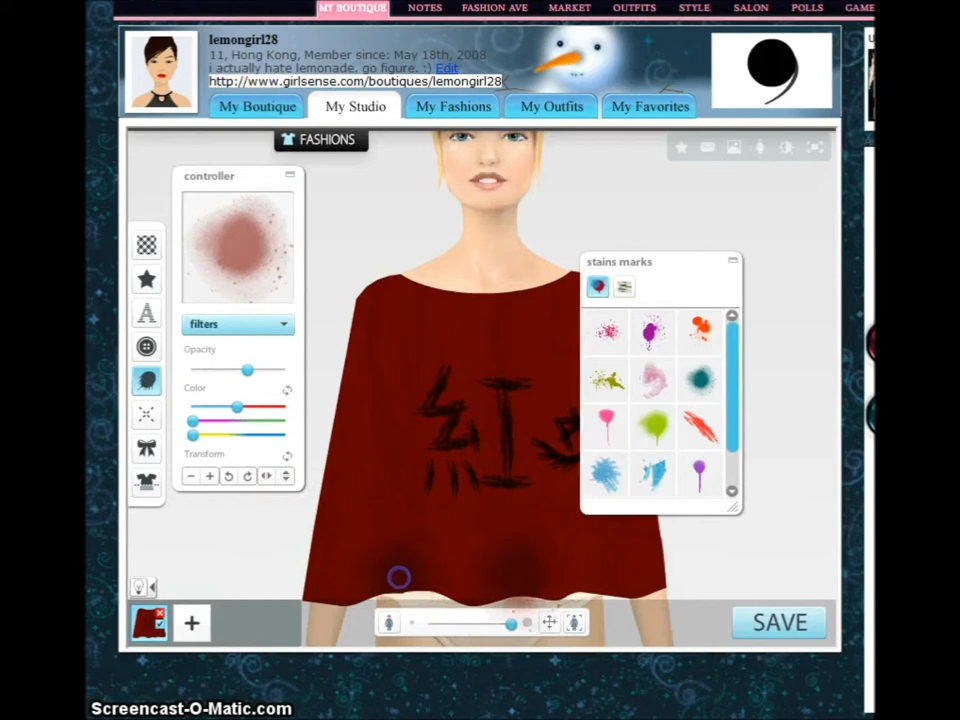 MY BOUTIQUE NOTES FASHION AVE MARKET OUTFITS STYLE SALON POLLS GAME
lemongirl28
11, Hong Kong, Member since: May 18th, 2008
i actually hate lemonade. go figure. :) Edit
http://www.girlsense.com/boutiques/lemongirl28
My Boutique My Studio My Fashions My Outfits My Favorites
FASHIONS
controller
stains marks
filters
Opacity
Color
Transform
紅
SAVE
Screencast-O-Matic.com